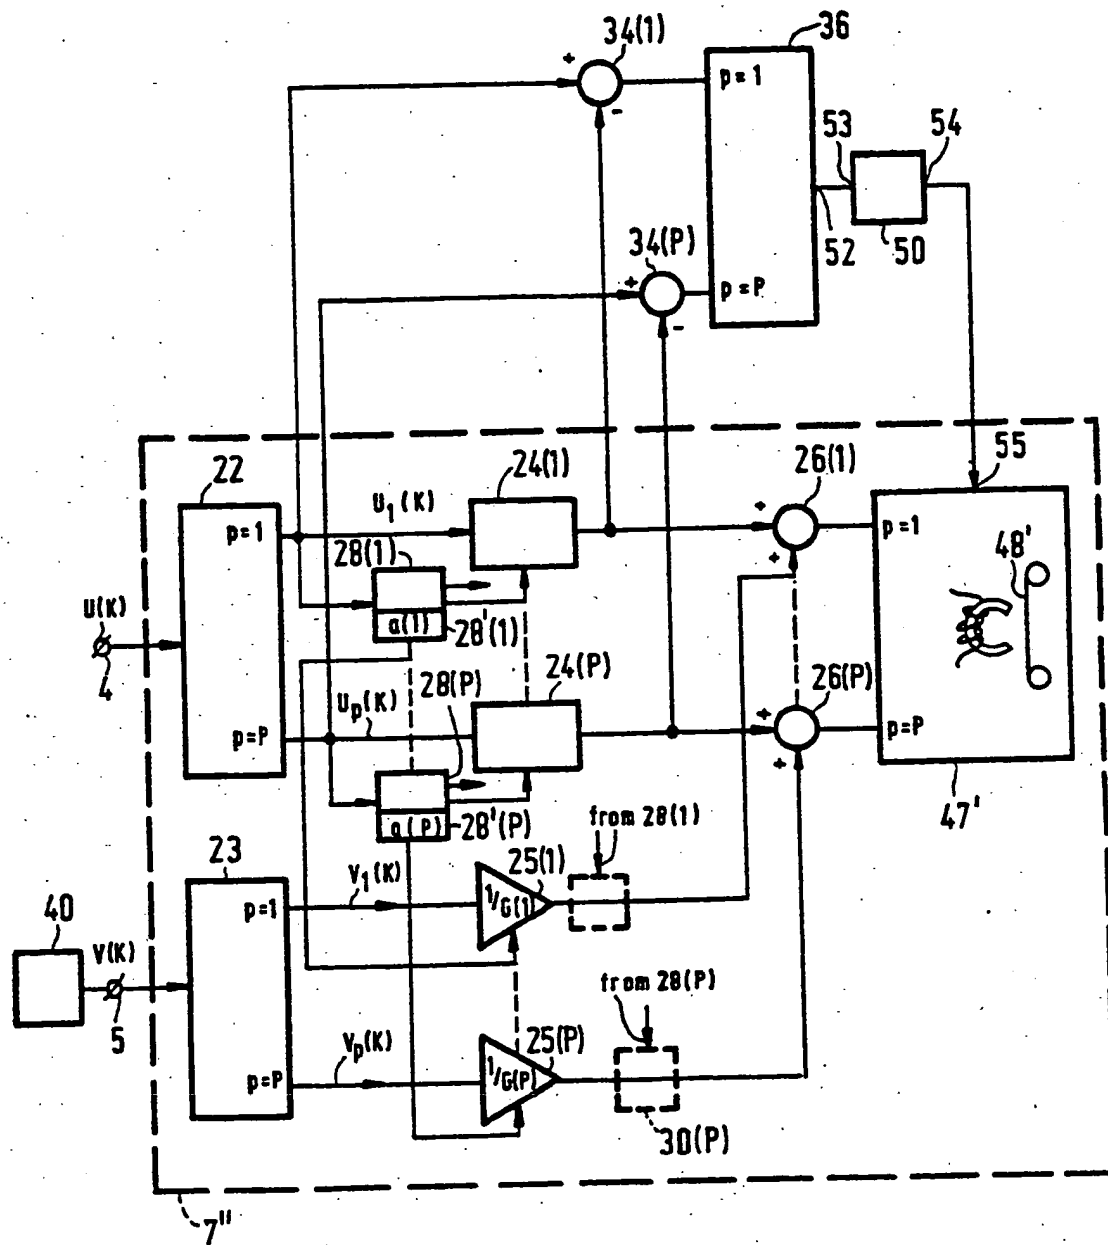 34(1)
36
+
-
p=1
53
54
34(P)
+
-
p=P
52
50
22
24(1)
26(1)
55
p=1
U1(K)
28(1)
+
+
p=1
48'
U(K)
4
a(1)
28'(1)
Up(K)
28(P)
24(P)
26(P)
p=P
+
+
p=P
a(P)
28'(P)
47'
from 28(1)
23
V1(K)
25(1)
40
p=1
1/G(1)
V(K)
5
from 28(P)
Vp(K)
25(P)
p=P
1/G(P)
30(P)
7"